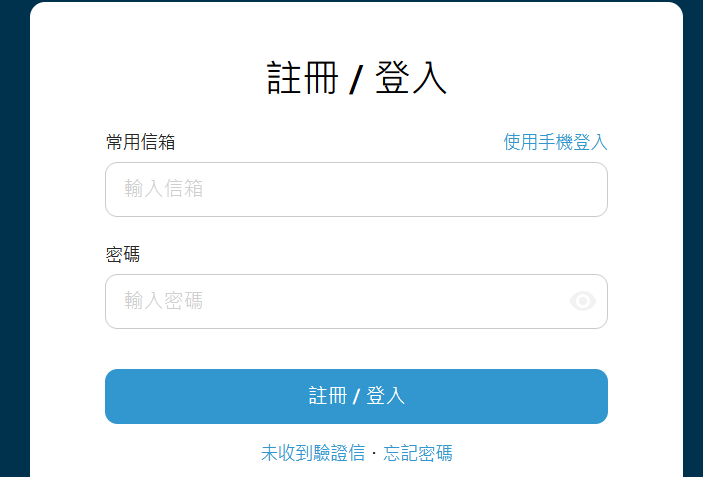 註冊 / 登入
常用信箱 使用手機登入
輸入信箱
密碼
輸入密碼
註冊 / 登入
未收到驗證信 · 忘記密碼